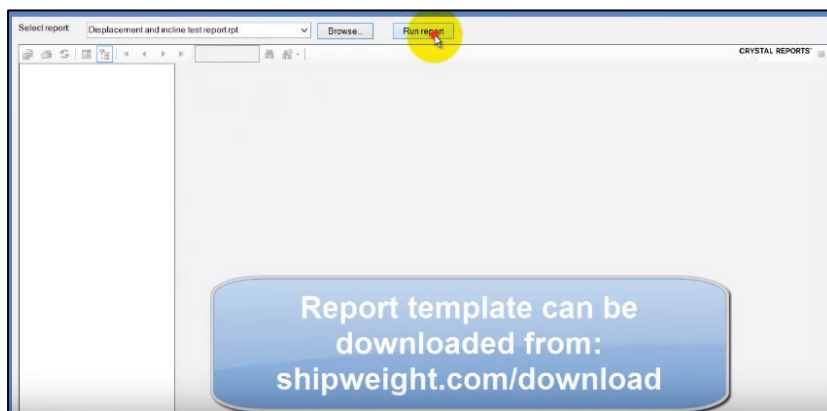 Select report: Displacement and incline test report.rpt Browse... Run report
CRYSTAL REPORTS®
Report template can be
downloaded from:
shipweight.com/download